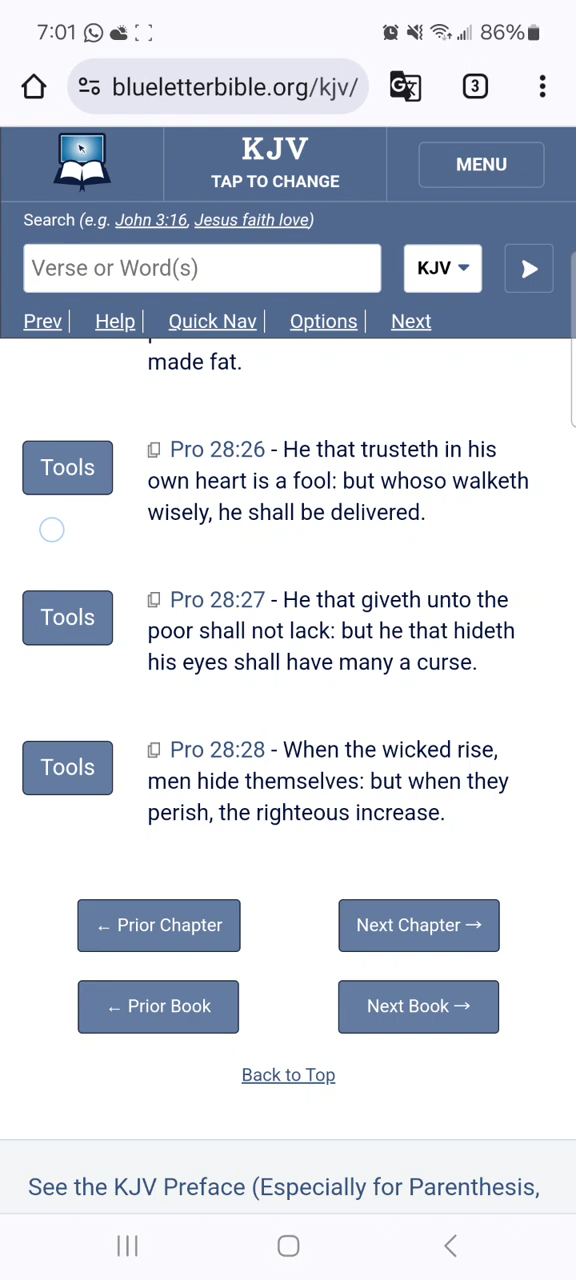 7:01 86%
blueletterbible.org/kjv/ 3
KJV
TAP TO CHANGE
MENU
Search (e.g. John 3:16, Jesus faith love)
Verse or Word(s) KJV
Prev | Help | Quick Nav | Options | Next
made fat.
Tools
Pro 28:26 - He that trusteth in his
own heart is a fool: but whoso walketh
wisely, he shall be delivered.
Tools
Pro 28:27 - He that giveth unto the
poor shall not lack: but he that hideth
his eyes shall have many a curse.
Tools
Pro 28:28 - When the wicked rise,
men hide themselves: but when they
perish, the righteous increase.
← Prior Chapter Next Chapter →
← Prior Book Next Book →
Back to Top
See the KJV Preface (Especially for Parenthesis,